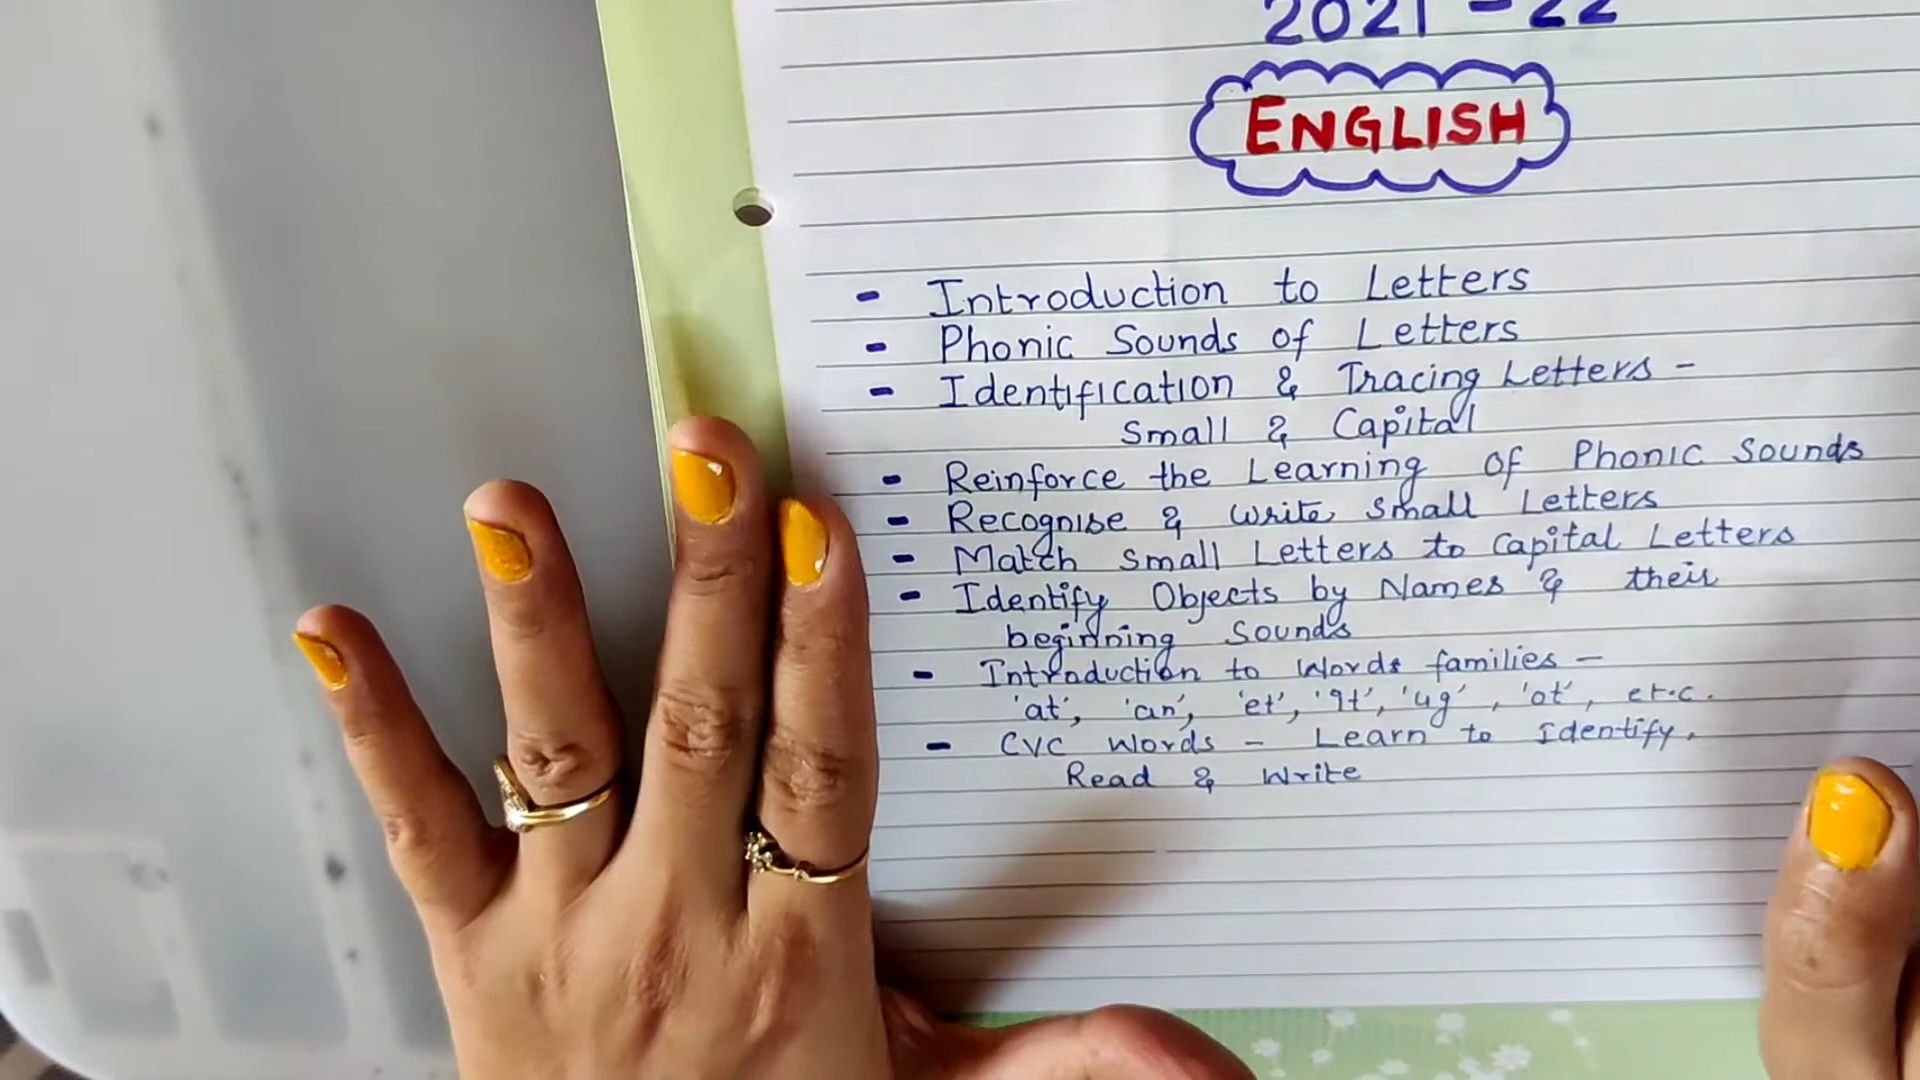 2021 - 22
ENGLISH
- Introduction to Letters
- Phonic Sounds of Letters
- Identification & Tracing Letters -
Small & Capital
- Reinforce the Learning of Phonic Sounds
- Recognise & Write Small Letters
- Match Small Letters to Capital Letters
- Identify Objects by Names & their
beginning Sounds
- Introduction to Words families -
'at', 'an', 'et', 'It', 'ug', 'ot', etc.
- CVC Words - Learn to Identify,
Read & Write